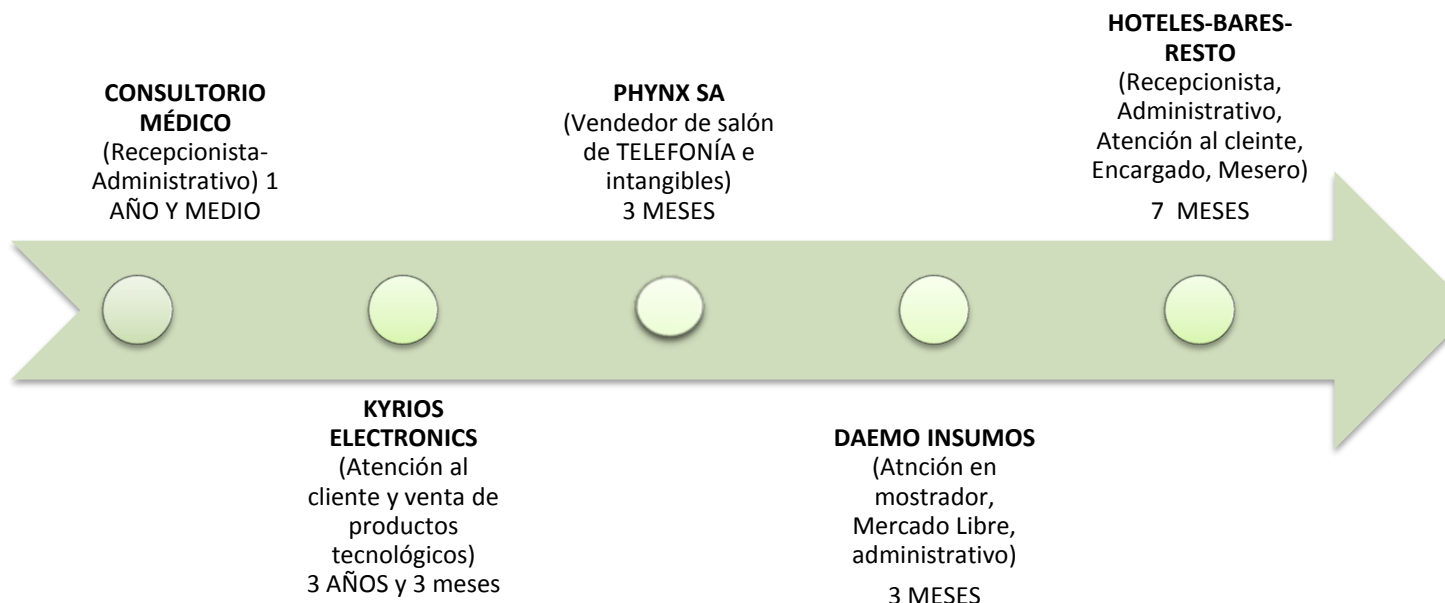 CONSULTORIO
MÉDICO
(Recepcionista-
Administrativo) 1
AÑO Y MEDIO
KYRIOS
ELECTRONICS
(Atención al
cliente y venta de
productos
tecnológicos)
3 AÑOS y 3 meses
PHYNX SA
(Vendedor de salón
de TELEFONÍA e
intangibles)
3 MESES
DAEMO INSUMOS
(Atnción en
mostrador,
Mercado Libre,
administrativo)
3 MESES
HOTELES-BARES-
RESTO
(Recepcionista,
Administrativo,
Atención al cleinte,
Encargado, Mesero)
7 MESES